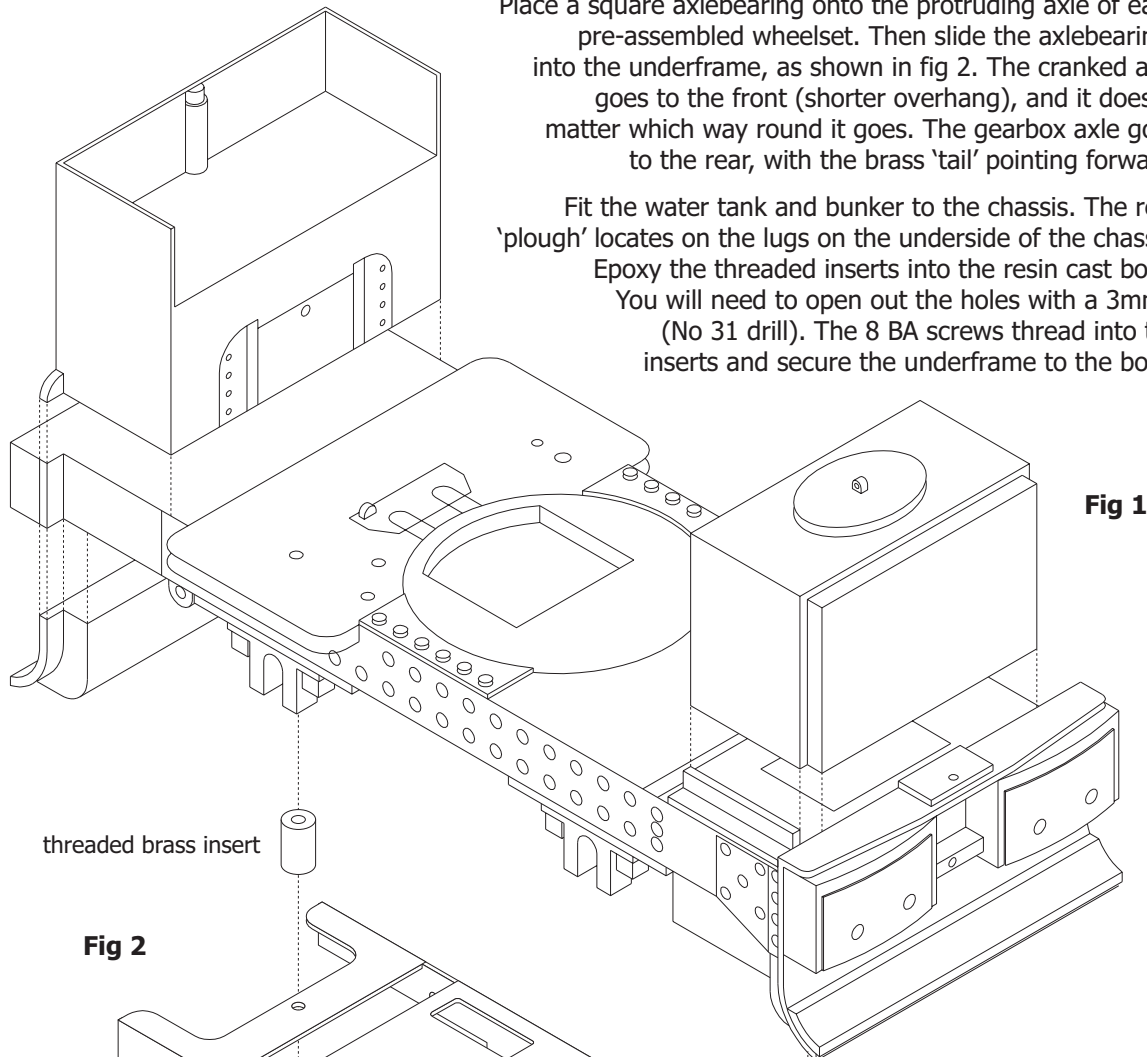 Place a square axlebearing onto the protruding axle of ea
pre-assembled wheelset. Then slide the axlebearin
into the underframe, as shown in fig 2. The cranked a
goes to the front (shorter overhang), and it does
matter which way round it goes. The gearbox axle go
to the rear, with the brass ‘tail’ pointing forwa
Fit the water tank and bunker to the chassis. The re
‘plough’ locates on the lugs on the underside of the chass
Epoxy the threaded inserts into the resin cast bo
You will need to open out the holes with a 3mm
(No 31 drill). The 8 BA screws thread into t
inserts and secure the underframe to the bo
Fig 1
threaded brass insert
Fig 2